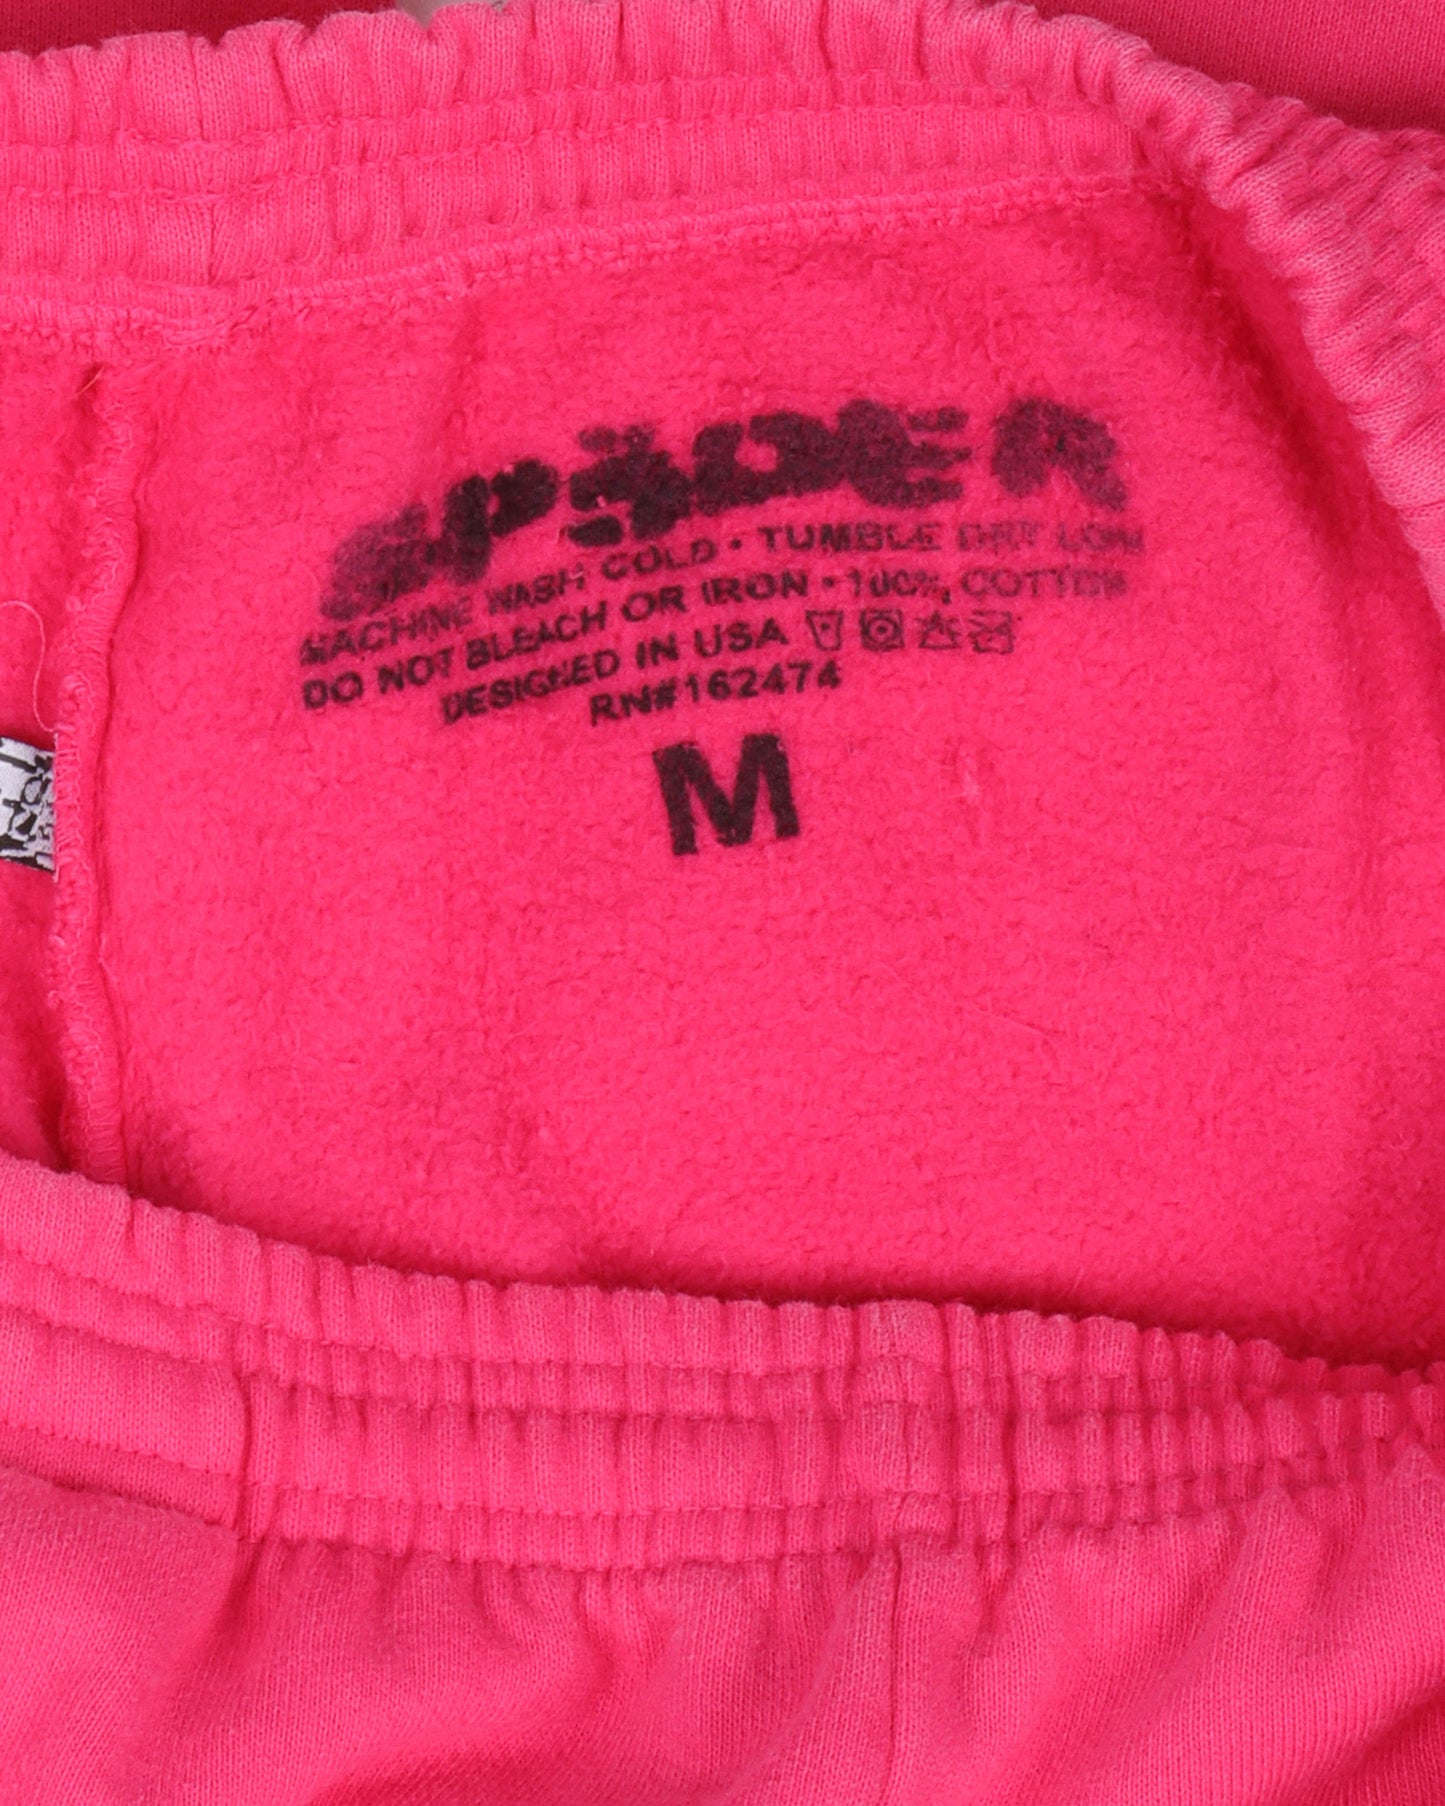 SP5DER
MACHINE WASH COLD • TUMBLE DRY LOW
DO NOT BLEACH OR IRON • 100% COTTON
DESIGNED IN USA
RN#162474
M